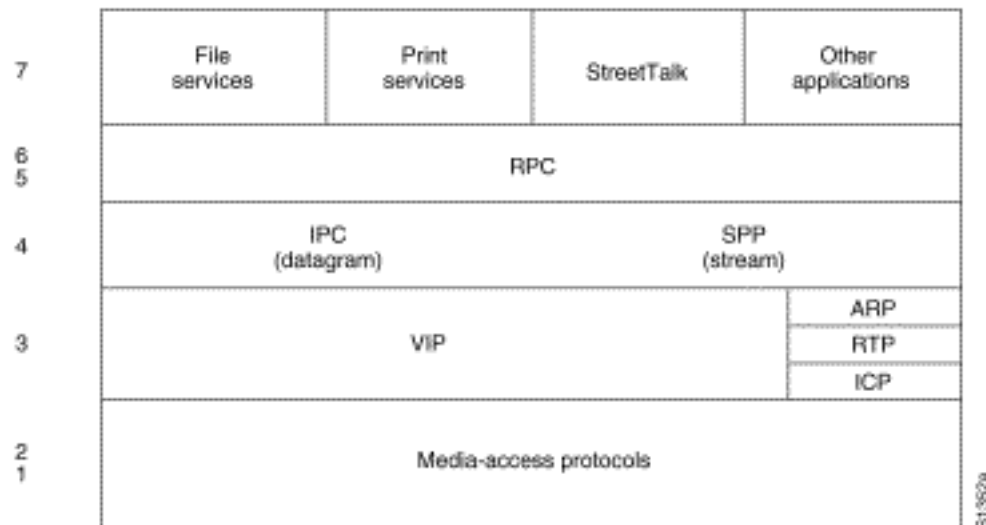 7
File
services
Print
services
StreetTalk
Other
applications
6
5
RPC
4
IPC
(datagram)
SPP
(stream)
3
VIP
ARP
RTP
ICP
2
1
Media-access protocols